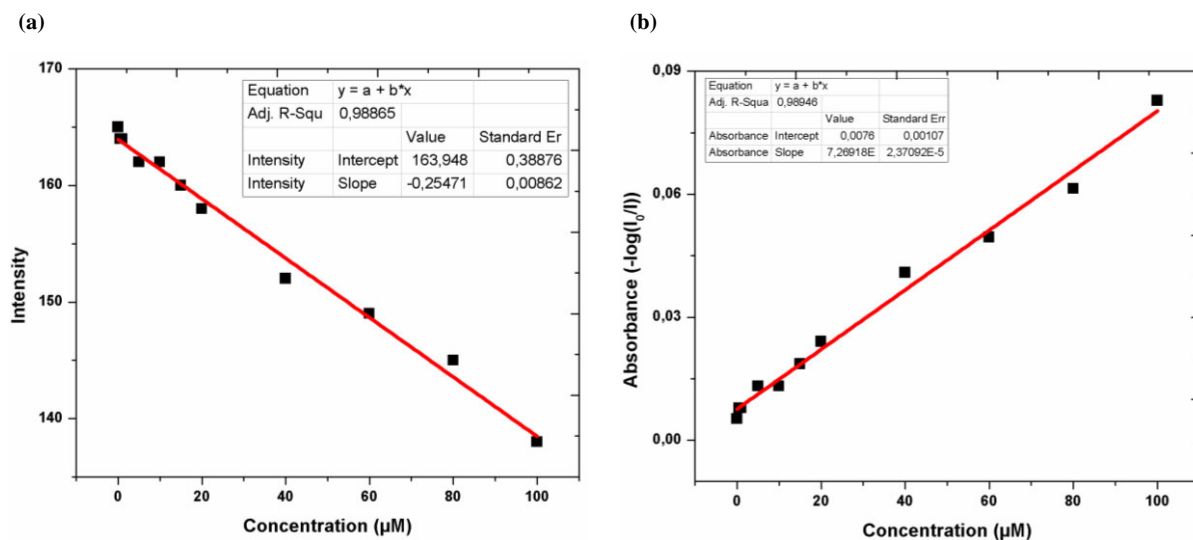 (a)
(b)
170
160
150
140
Intensity
0 20 40 60 80 100
Concentration (µM)
Equation y = a + b*x
Adj. R-Squ 0,98865
Value Standard Er
Intensity Intercept 163,948 0,38876
Intensity Slope -0,25471 0,00862
0,09
0,06
0,03
0,00
Absorbance (-log(I₀/I))
0 20 40 60 80 100
Concentration (µM)
Equation y = a + b*x
Adj. R-Squa 0,98946
Value Standard Err
Absorbance Intercept 0,0076 0,00107
Absorbance Slope 7,26918E 2,37092E-5